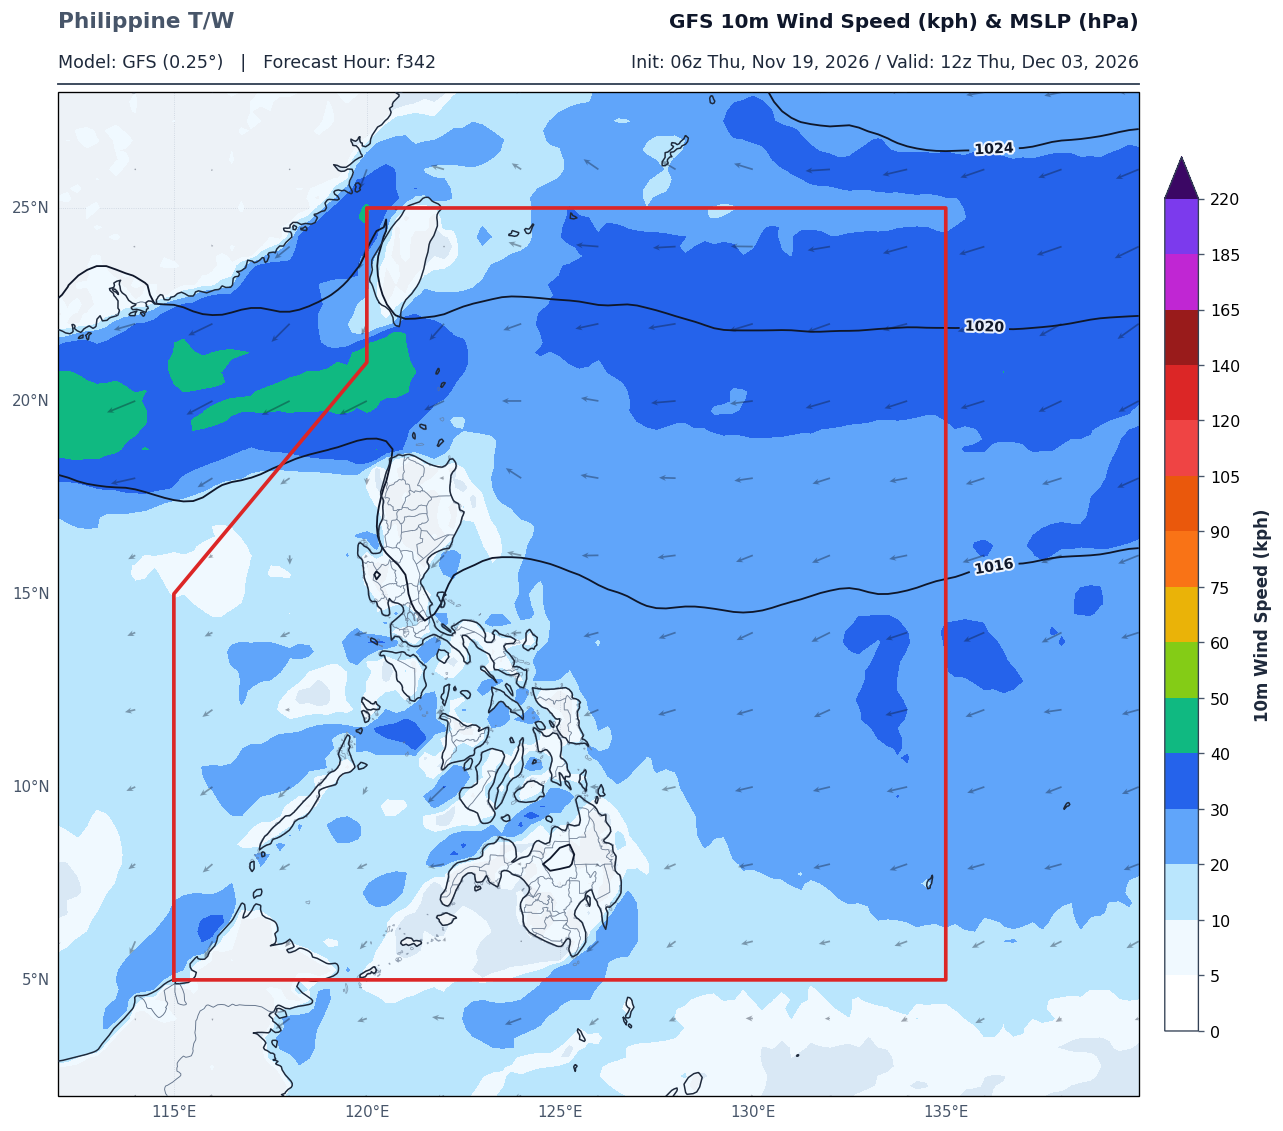 Philippine T/W
GFS 10m Wind Speed (kph) & MSLP (hPa)
Model: GFS (0.25°) | Forecast Hour: f342
Init: 06z Thu, Nov 19, 2026 / Valid: 12z Thu, Dec 03, 2026
1024
1020
1016
25°N
20°N
15°N
10°N
5°N
115°E
120°E
125°E
130°E
135°E
220
185
165
140
120
105
90
75
60
50
40
30
20
10
5
0
10m Wind Speed (kph)